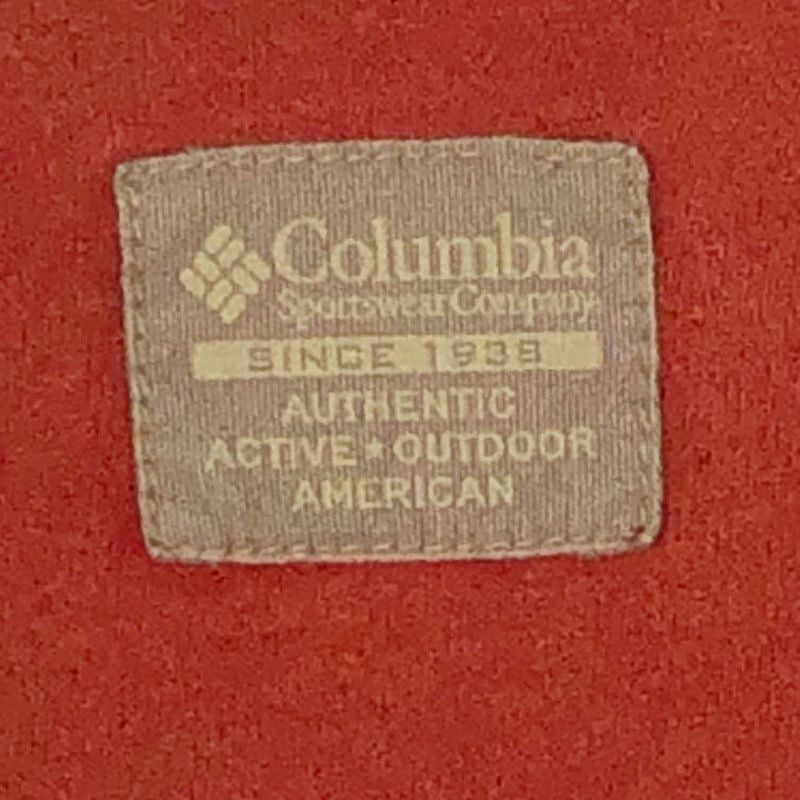 Columbia
Sportswear Company
SINCE 1938
AUTHENTIC
ACTIVE★OUTDOOR
AMERICAN